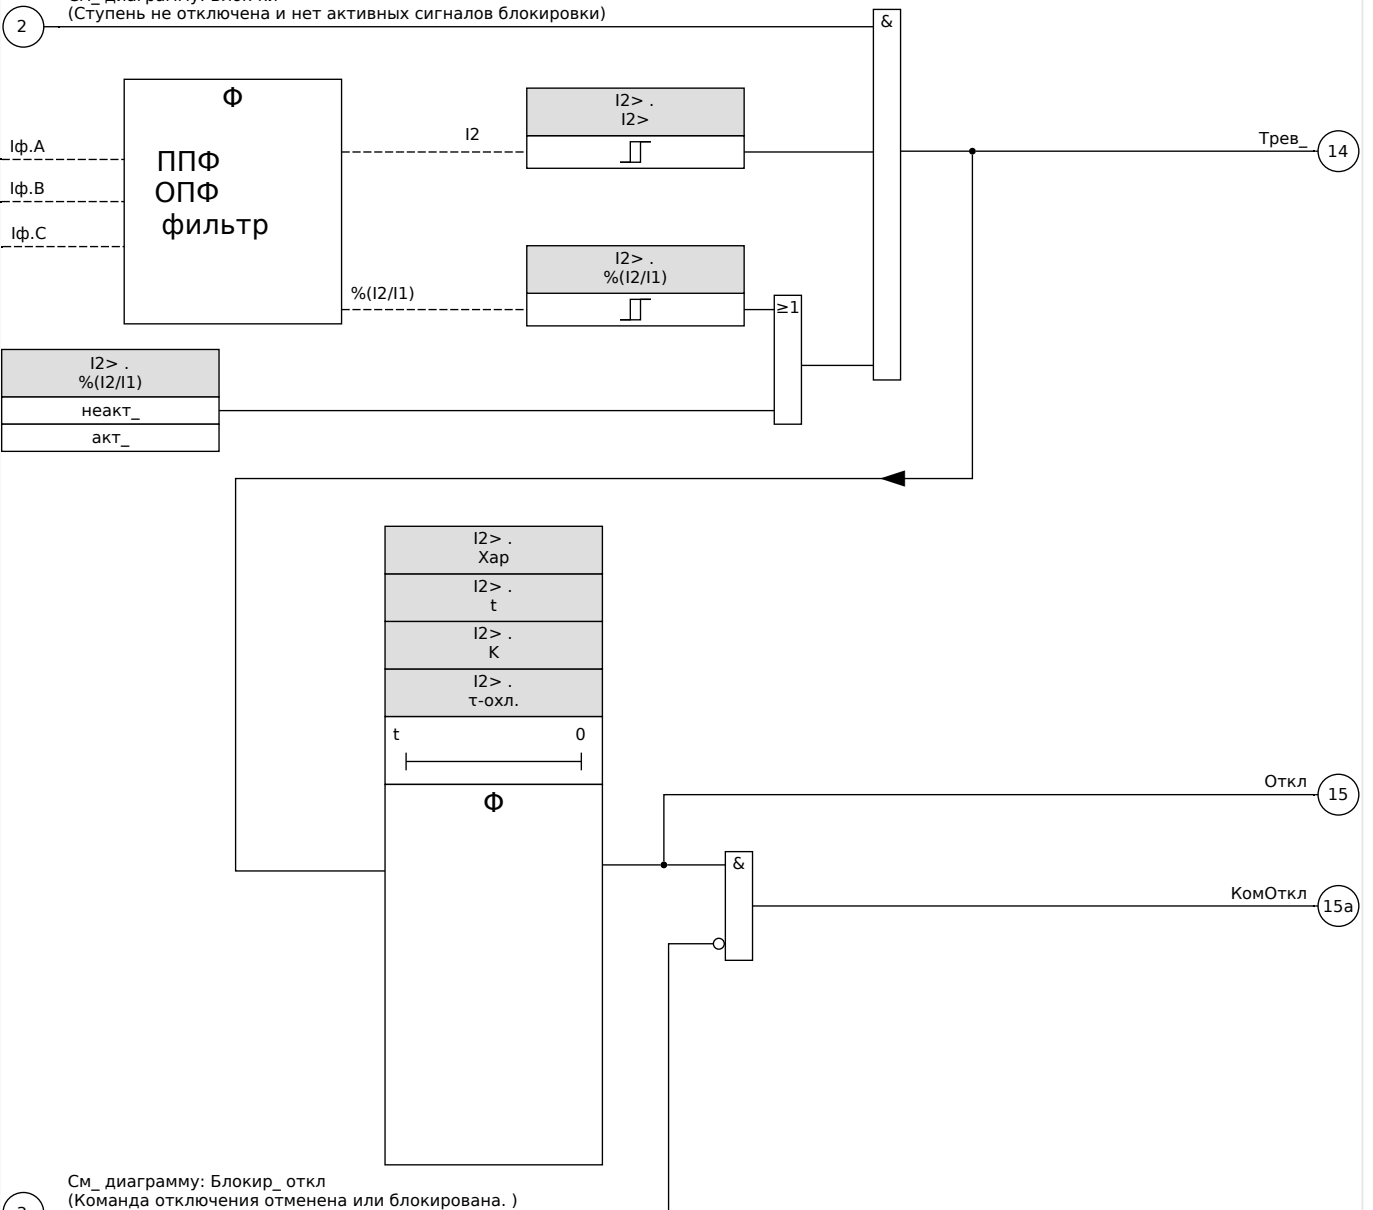 2
(Ступень не отключена и нет активных сигналов блокировки)
&
Φ
ППФ
ОПФ
фильтр
Iф.A
Iф.B
Iф.C
I2
I2> .
I2>
Трев_
14
%(I2/I1)
I2> .
%(I2/I1)
≥1
I2> .
%(I2/I1)
неакт_
акт_
I2> .
Хар
I2> .
t
I2> .
K
I2> .
τ-охл.
t 0
Φ
Откл
15
&
КомОткл
15a
См_ диаграмму: Блокир_ откл
(Команда отключения отменена или блокирована. )